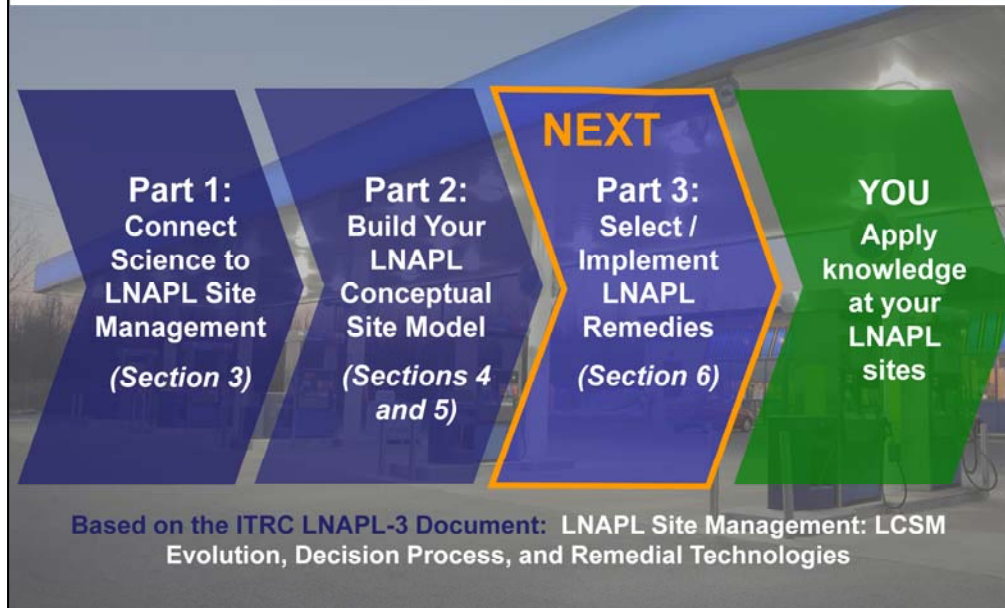 Part 1:
Connect
Science to
LNAPL Site
Management
(Section 3)
Part 2:
Build Your
LNAPL
Conceptual
Site Model
(Sections 4
and 5)
NEXT
Part 3:
Select /
Implement
LNAPL
Remedies
(Section 6)
YOU
Apply
knowledge
at your
LNAPL
sites
Based on the ITRC LNAPL-3 Document: LNAPL Site Management: LCSM
Evolution, Decision Process, and Remedial Technologies